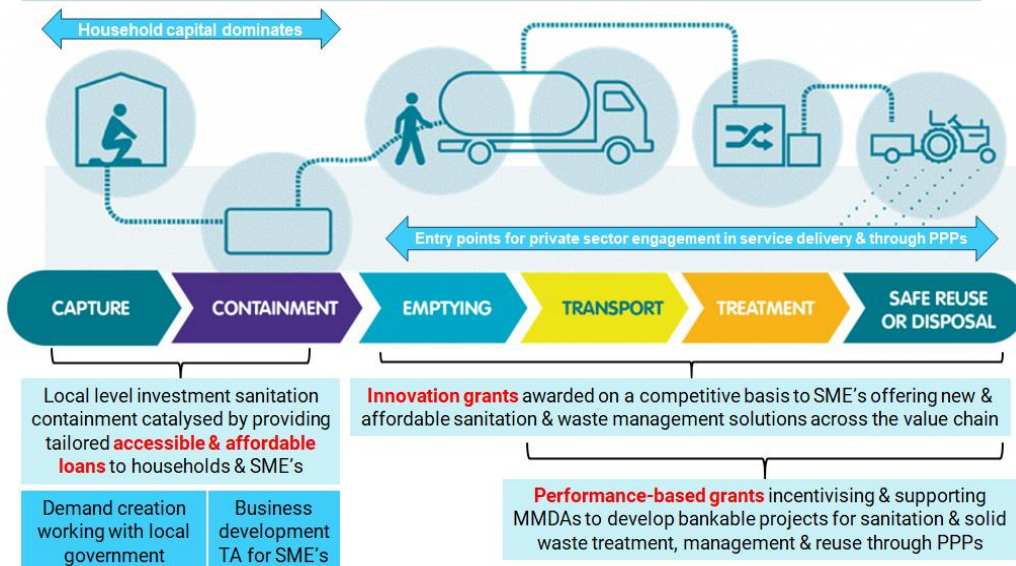 Household capital dominates
Entry points for private sector engagement in service delivery & through PPPs
CAPTURE
CONTAINMENT
EMPTYING
TRANSPORT
TREATMENT
SAFE REUSE
OR DISPOSAL
Local level investment sanitation
containment catalysed by providing
tailored accessible & affordable
loans to households & SME's
Demand creation
working with local
government
Business
development
TA for SME's
Innovation grants awarded on a competitive basis to SME's offering new &
affordable sanitation & waste management solutions across the value chain
Performance-based grants incentivising & supporting
MMDAs to develop bankable projects for sanitation & solid
waste treatment, management & reuse through PPPs